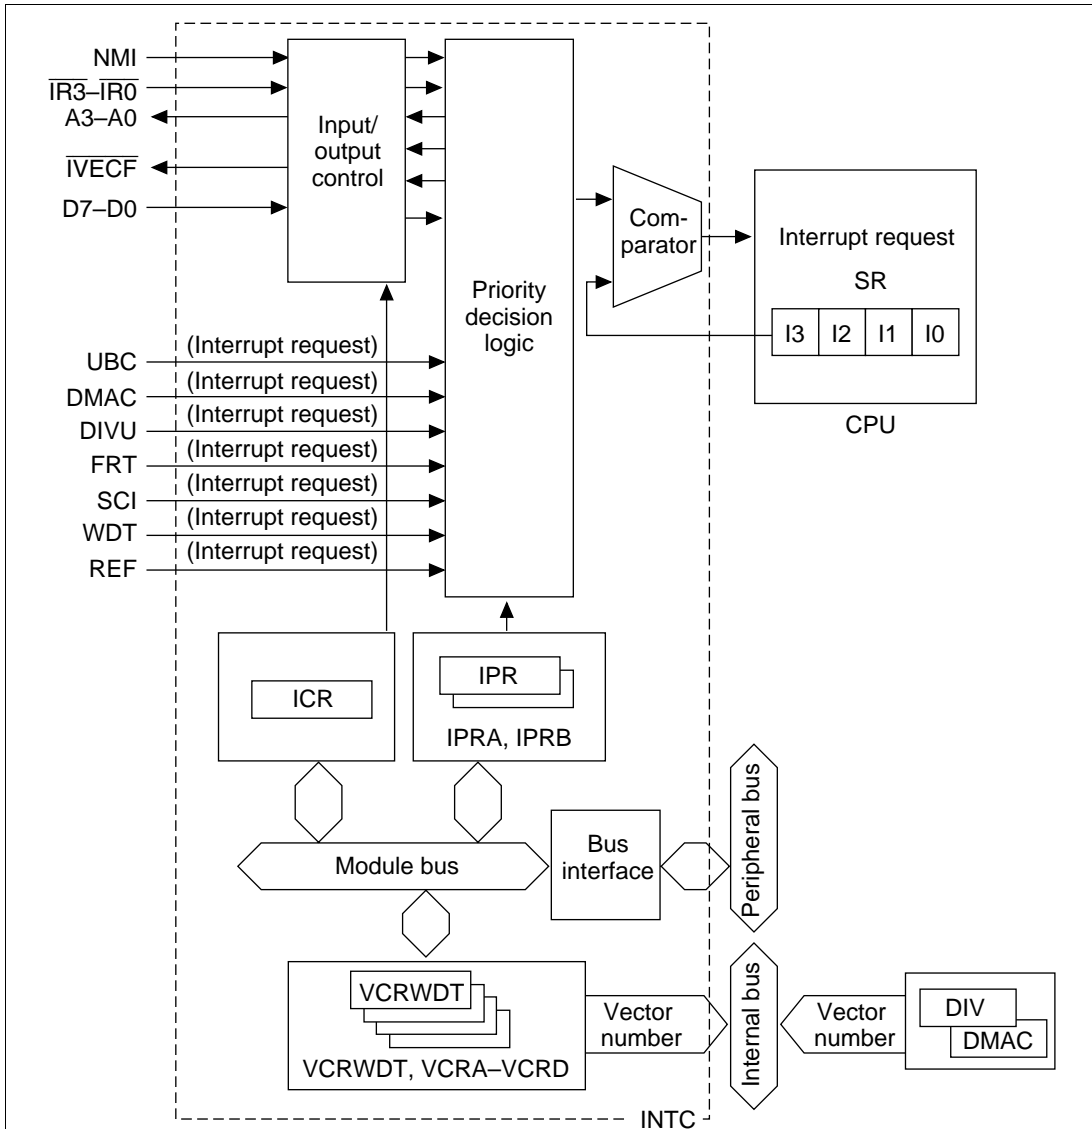 NMI
IR3–IR0
A3–A0
IVECF
D7–D0
Input/
output
control
Priority
decision
logic
Com-
parator
Interrupt request
SR
I3 I2 I1 I0
CPU
UBC
(Interrupt request)
DMAC
(Interrupt request)
DIVU
(Interrupt request)
FRT
(Interrupt request)
SCI
(Interrupt request)
WDT
(Interrupt request)
REF
(Interrupt request)
ICR
IPR
IPRA, IPRB
Module bus
Bus
interface
Peripheral bus
VCRWDT
VCRWDT, VCRA–VCRD
Vector
number
Internal bus
Vector
number
DIV
DMAC
INTC